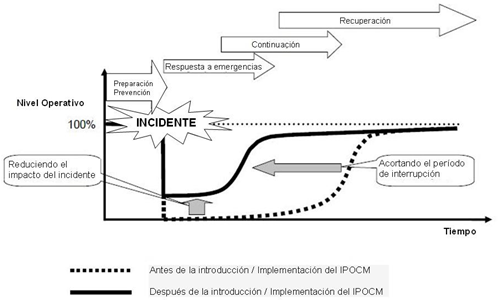 Recuperación
Continuación
Respuesta a emergencias
Preparación
Prevención
Nivel Operativo
100%
INCIDENTE
Reduciendo el
impacto del incidente
Acortando el período
de interrupción
Tiempo
Antes de la introducción / Implementación del IPOCM
Después de la introducción / Implementación del IPOCM